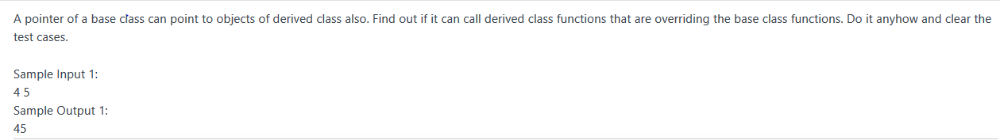 A pointer of a base class can point to objects of derived class also. Find out if it can call derived class functions that are overriding the base class functions. Do it anyhow and clear the
test cases.
Sample Input 1:
4 5
Sample Output 1:
45